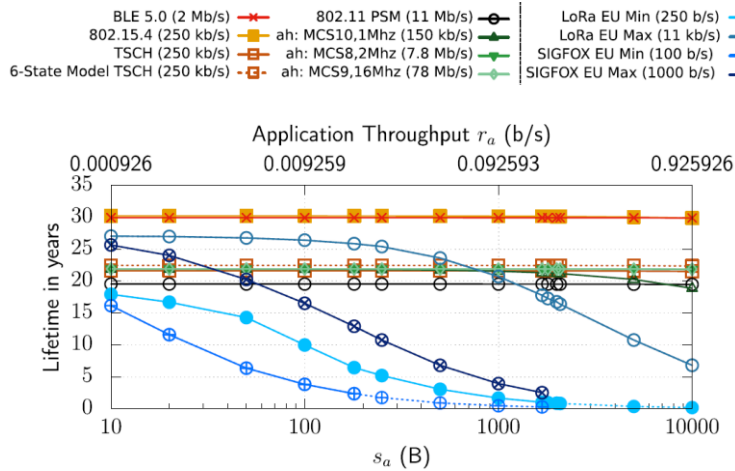 BLE 5.0 (2 Mb/s)
802.15.4 (250 kb/s)
TSCH (250 kb/s)
6-State Model TSCH (250 kb/s)
802.11 PSM (11 Mb/s)
ah: MCS10,1Mhz (150 kb/s)
ah: MCS8,2Mhz (7.8 Mb/s)
ah: MCS9,16Mhz (78 Mb/s)
LoRa EU Min (250 b/s)
LoRa EU Max (11 kb/s)
SIGFOX EU Min (100 b/s)
SIGFOX EU Max (1000 b/s)
Application Throughput rₐ (b/s)
0.000926 0.009259 0.092593 0.925926
Lifetime in years
35
30
25
20
15
10
5
0
10 100 1000 10000
sₐ (B)